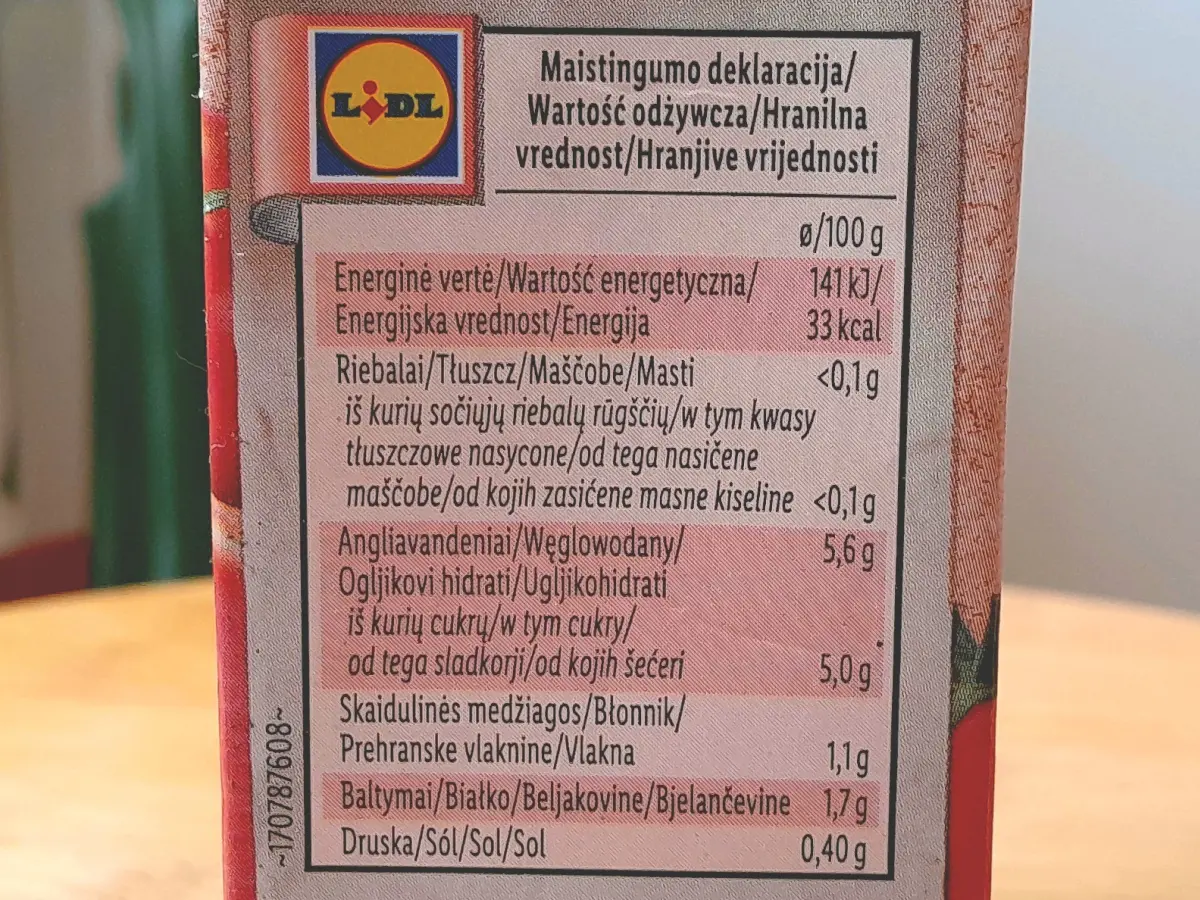 LIDL
Maistingumo deklaracija/
Wartość odżywcza/Hranilna
vrednost/Hranjive vrijednosti
ø/100 g
Energinė vertė/Wartość energetyczna/ 141 kJ/
Energijska vrednost/Energija 33 kcal
Riebalai/Tłuszcz/Maščobe/Masti <0,1 g
iš kurių sočiųjų riebalų rūgščių/w tym kwasy
tłuszczowe nasycone/od tega nasičene
maščobe/od kojih zasićene masne kiseline <0,1 g
Angliavandeniai/Węglowodany/ 5,6 g
Ogljikovi hidrati/Ugljikohidrati
iš kurių cukrų/w tym cukry/
od tega sladkorji/od kojih šećeri 5,0 g
Skaidulinės medžiagos/Błonnik/
Prehranske vlaknine/Vlakna 1,1 g
Baltymai/Białko/Beljakovine/Bjelančevine 1,7 g
Druska/Sól/Sol/Sol 0,40 g
~170787608~